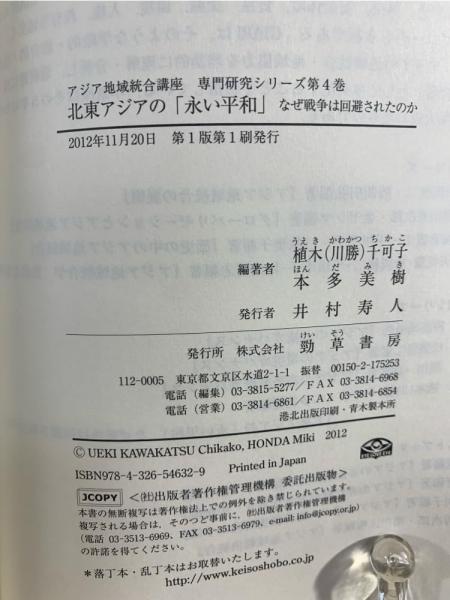 アジア地域統合講座　専門研究シリーズ第4巻
北東アジアの「永い平和」　なぜ戦争は回避されたのか
2012年11月20日　第1版第1刷発行
うえき かわかつ ちかこ
編著者　植木(川勝)千可子
ほん だ み き
本多美樹
発行者　井村寿人
けい そう
発行所　株式会社　勁草書房
112-0005　東京都文京区水道2-1-1　振替　00150-2-175253
電話（編集）03-3815-5277／FAX 03-3814-6968
電話（営業）03-3814-6861／FAX 03-3814-6854
港北出版印刷・青木製本所
© UEKI KAWAKATSU Chikako, HONDA Miki　2012
ISBN978-4-326-54632-9　Printed in Japan
JCOPY ＜㈳出版者著作権管理機構 委託出版物＞
本書の無断複写は著作権法上での例外を除き禁じられています。
複写される場合は、そのつど事前に、㈳出版者著作権管理機構
（電話 03-3513-6969、FAX 03-3513-6979、e-mail: info@jcopy.or.jp）
の許諾を得てください。
＊落丁本・乱丁本はお取替いたします。
http://www.keisoshobo.co.jp